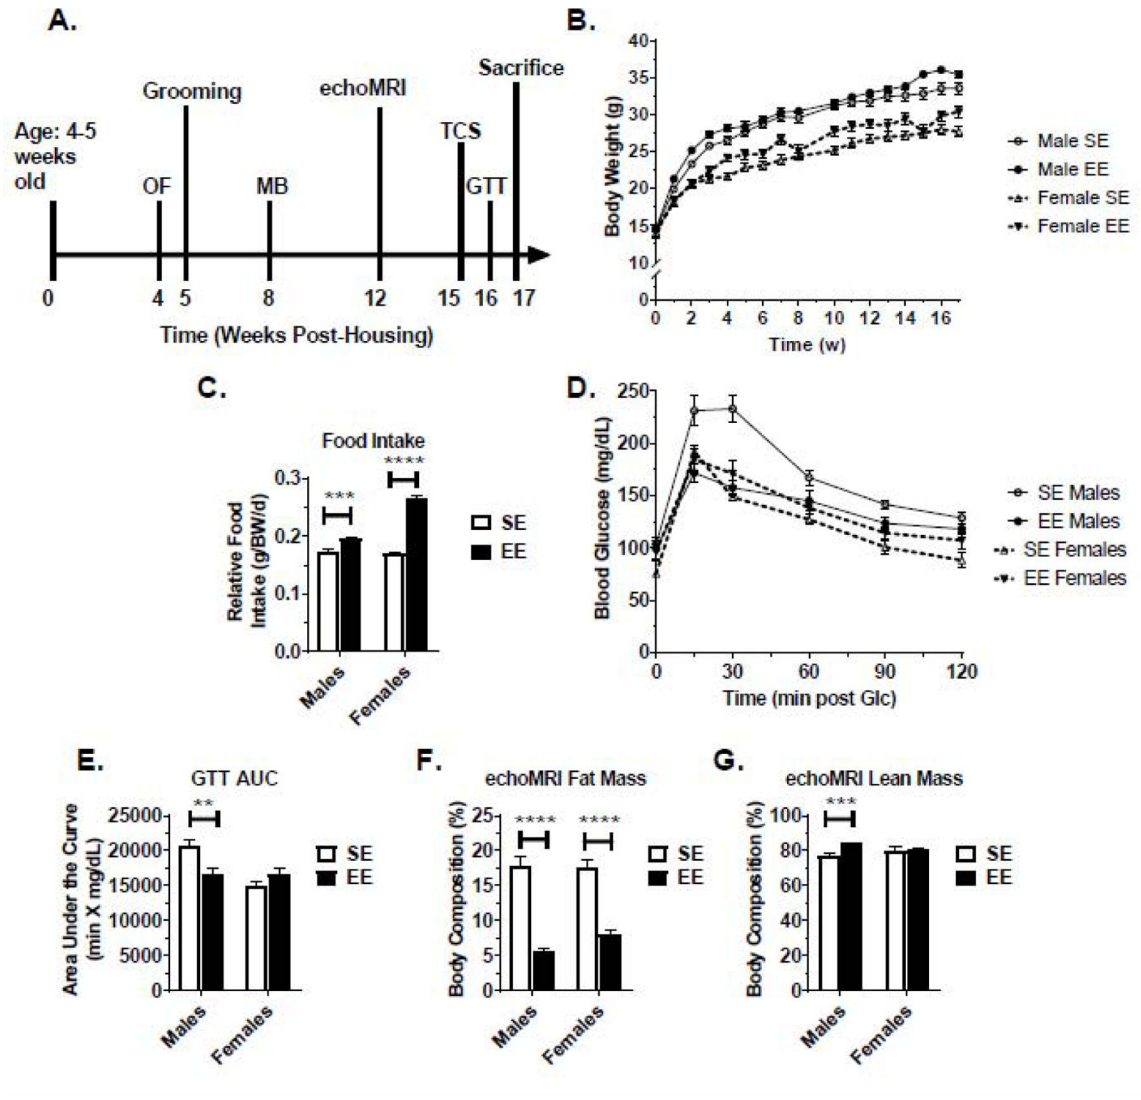 A.
Age: 4-5
weeks
old
OF
Grooming
MB
echoMRI
TCS
GTT
Sacrifice
0 4 5 8 12 15 16 17
Time (Weeks Post-Housing)
B.
Body Weight (g)
40
35
30
25
20
15
10
0
0 2 4 6 8 10 12 14 16
Time (w)
Male SE
Male EE
Female SE
Female EE
C.
Food Intake
Relative Food
Intake (g/BW/d)
0.3
0.2
0.1
0.0
***
****
Males
Females
SE
EE
D.
Blood Glucose (mg/dL)
250
200
150
100
50
0
0 30 60 90 120
Time (min post Glc)
SE Males
EE Males
SE Females
EE Females
E.
GTT AUC
Area Under the Curve
(min X mg/dL)
25000
20000
15000
10000
5000
0
**
Males
Females
SE
EE
F.
echoMRI Fat Mass
Body Composition (%)
25
20
15
10
5
0
****
****
Males
Females
SE
EE
G.
echoMRI Lean Mass
Body Composition (%)
100
80
60
40
20
0
***
Males
Females
SE
EE